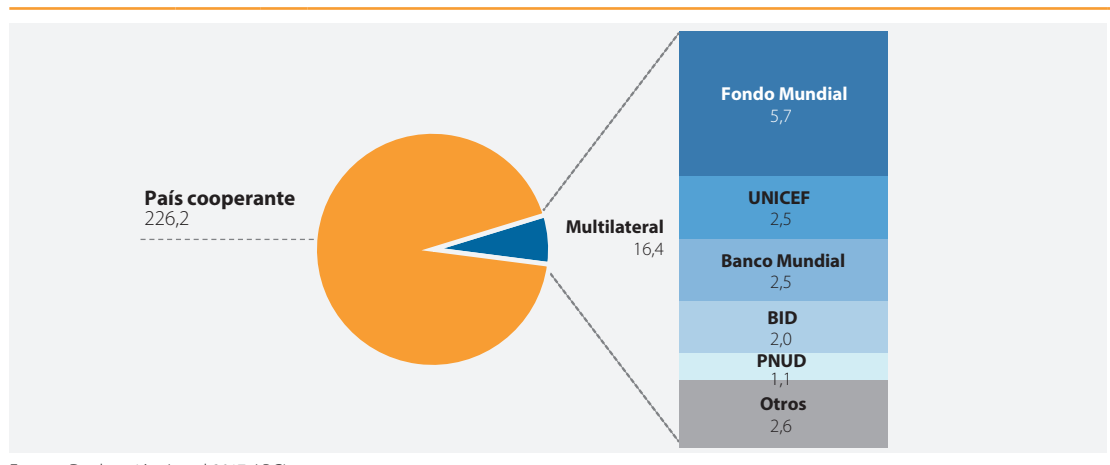 País cooperante
226,2
Multilateral
16,4
Fondo Mundial
5,7
UNICEF
2,5
Banco Mundial
2,5
BID
2,0
PNUD
1,1
Otros
2,6